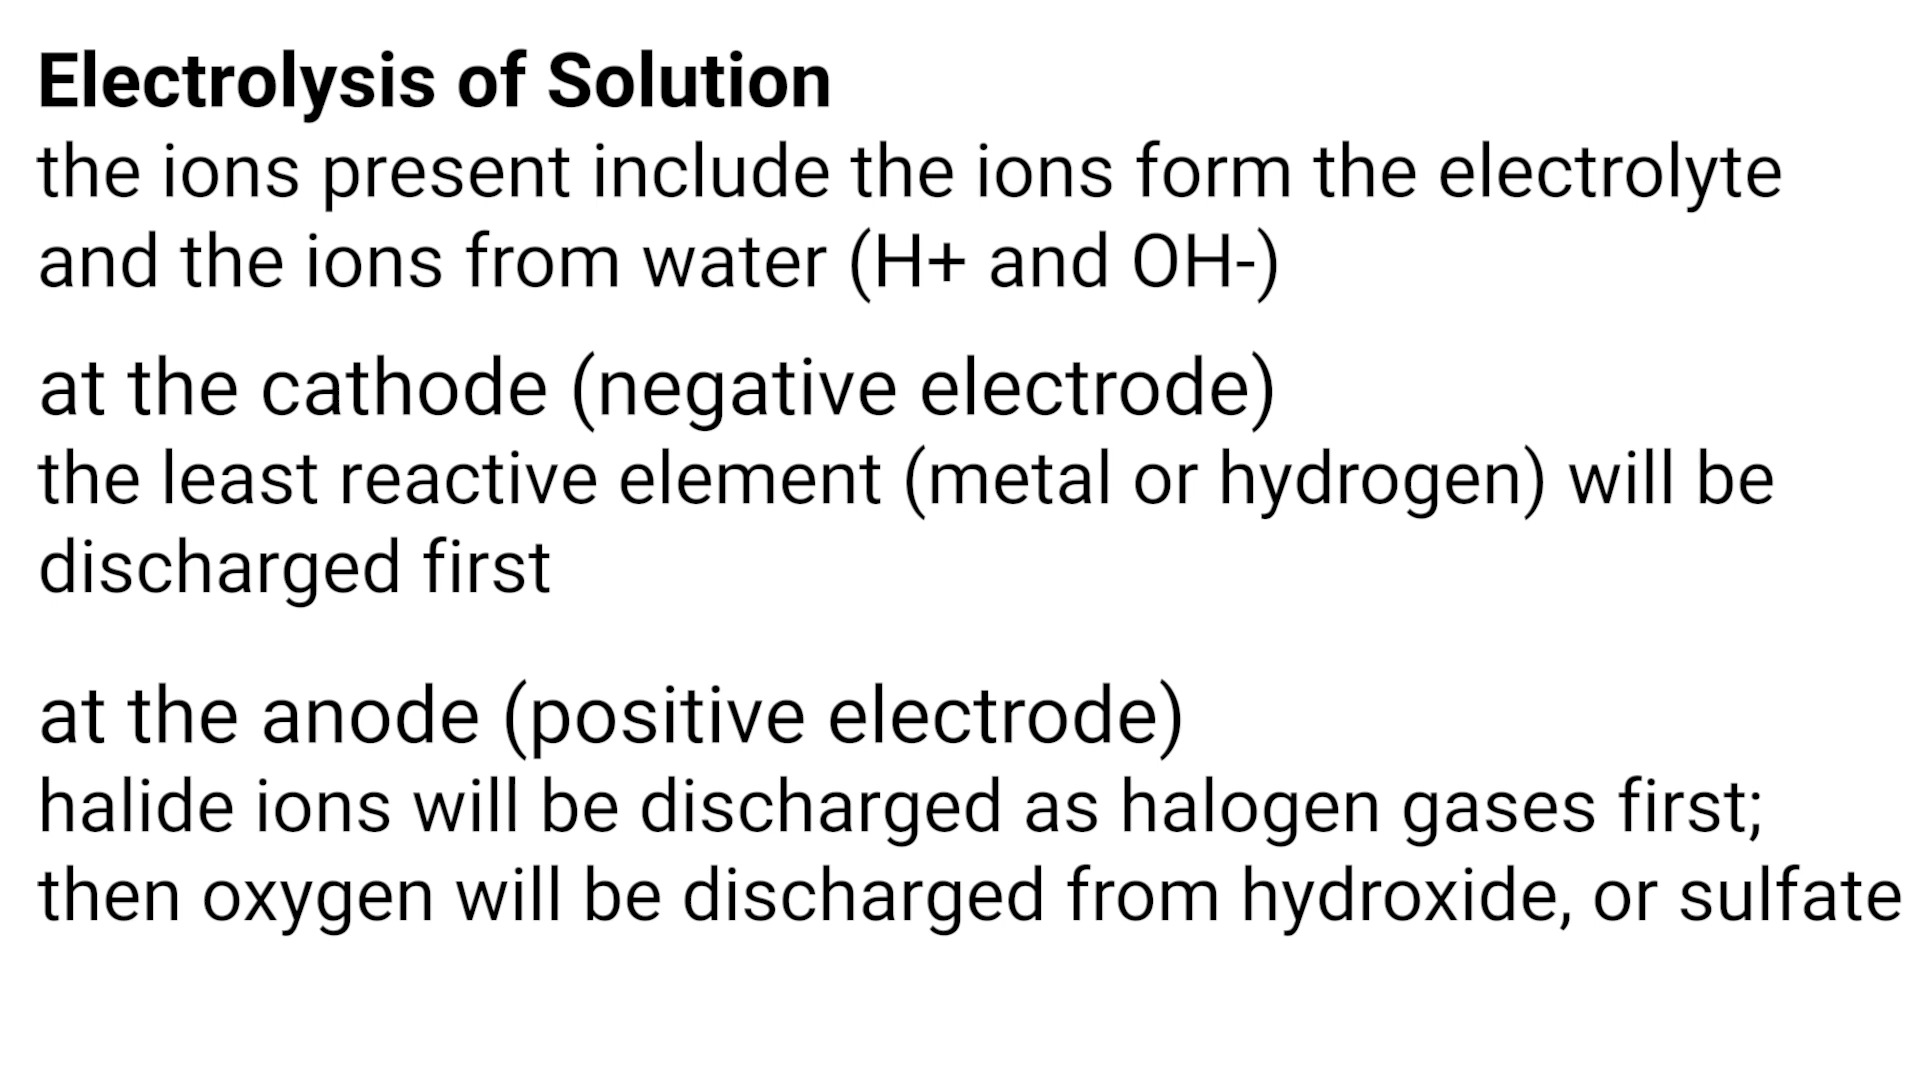 Electrolysis of Solution
the ions present include the ions form the electrolyte
and the ions from water (H+ and OH-)
at the cathode (negative electrode)
the least reactive element (metal or hydrogen) will be
discharged first
at the anode (positive electrode)
halide ions will be discharged as halogen gases first;
then oxygen will be discharged from hydroxide, or sulfate